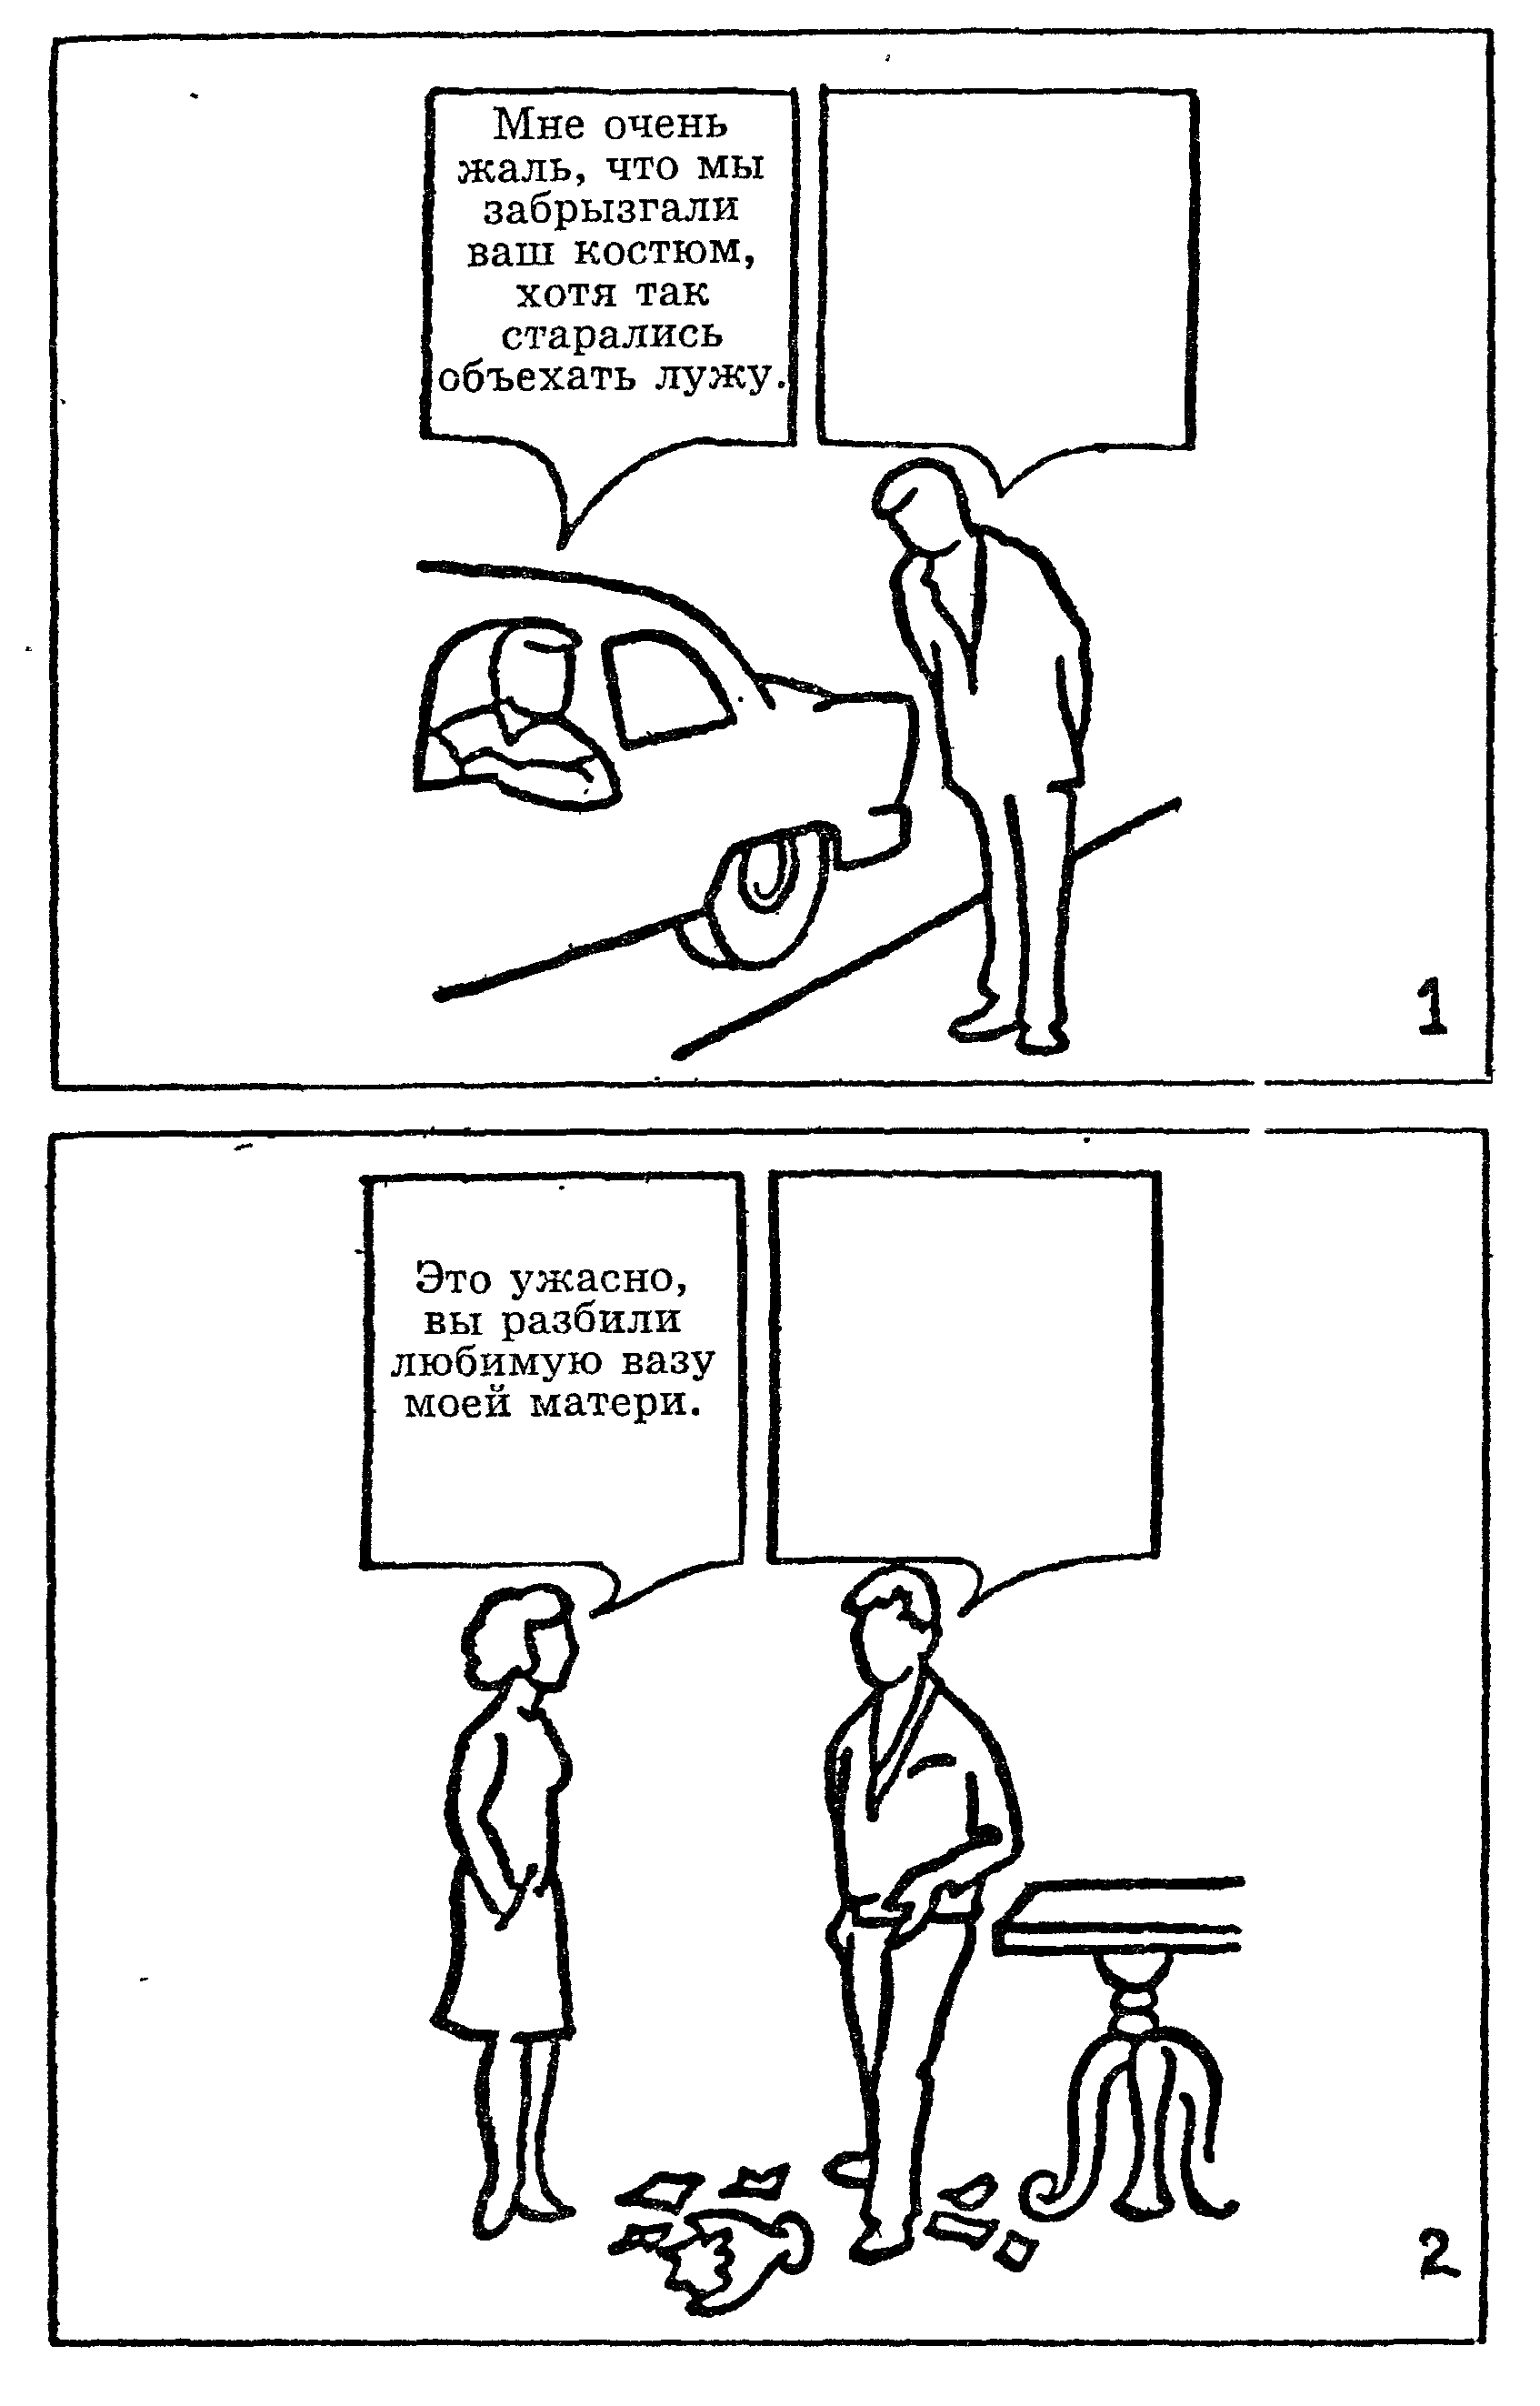 Мне очень
жаль, что мы
забрызгали
ваш костюм,
хотя так
старались
объехать лужу.
1
Это ужасно,
вы разбили
любимую вазу
моей матери.
2